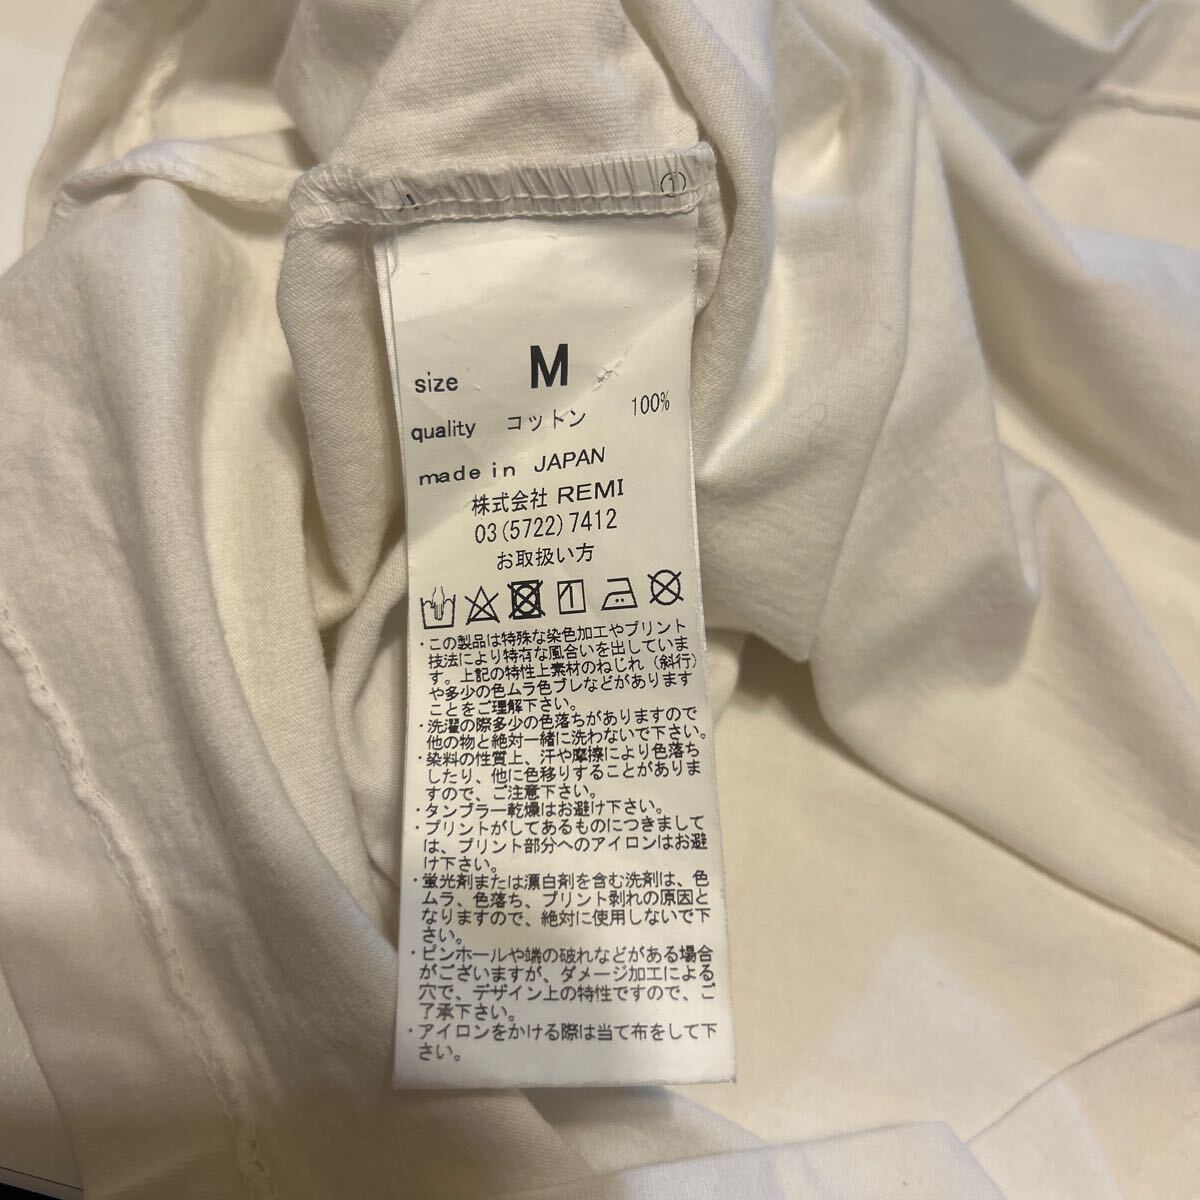 ①
size M
quality コットン 100%
made in JAPAN
株式会社 REMI
03(5722)7412
お取扱い方
・この製品は特殊な染色加工やプリント
技法により特有な風合いを出していま
す。上記の特性上素材のねじれ（斜行）
や多少の色ムラ色ブレなどがあります
ことをご理解下さい。
・洗濯の際多少の色落ちがありますので
他の物と絶対一緒に洗わないで下さい。
・染料の性質上、汗や摩擦により色落ち
したり、他に色移りすることがありま
すので、ご注意下さい。
・タンブラー乾燥はお避け下さい。
・プリントがしてあるものにつきまして
は、プリント部分へのアイロンはお避
け下さい。
・蛍光剤または漂白剤を含む洗剤は、色
ムラ、色落ち、プリント剥れの原因と
なりますので、絶対に使用しないで下
さい。
・ピンホールや端の破れなどがある場合
がございますが、ダメージ加工による
穴で、デザイン上の特性ですので、ご
了承下さい。
・アイロンをかける際は当て布をして下
さい。